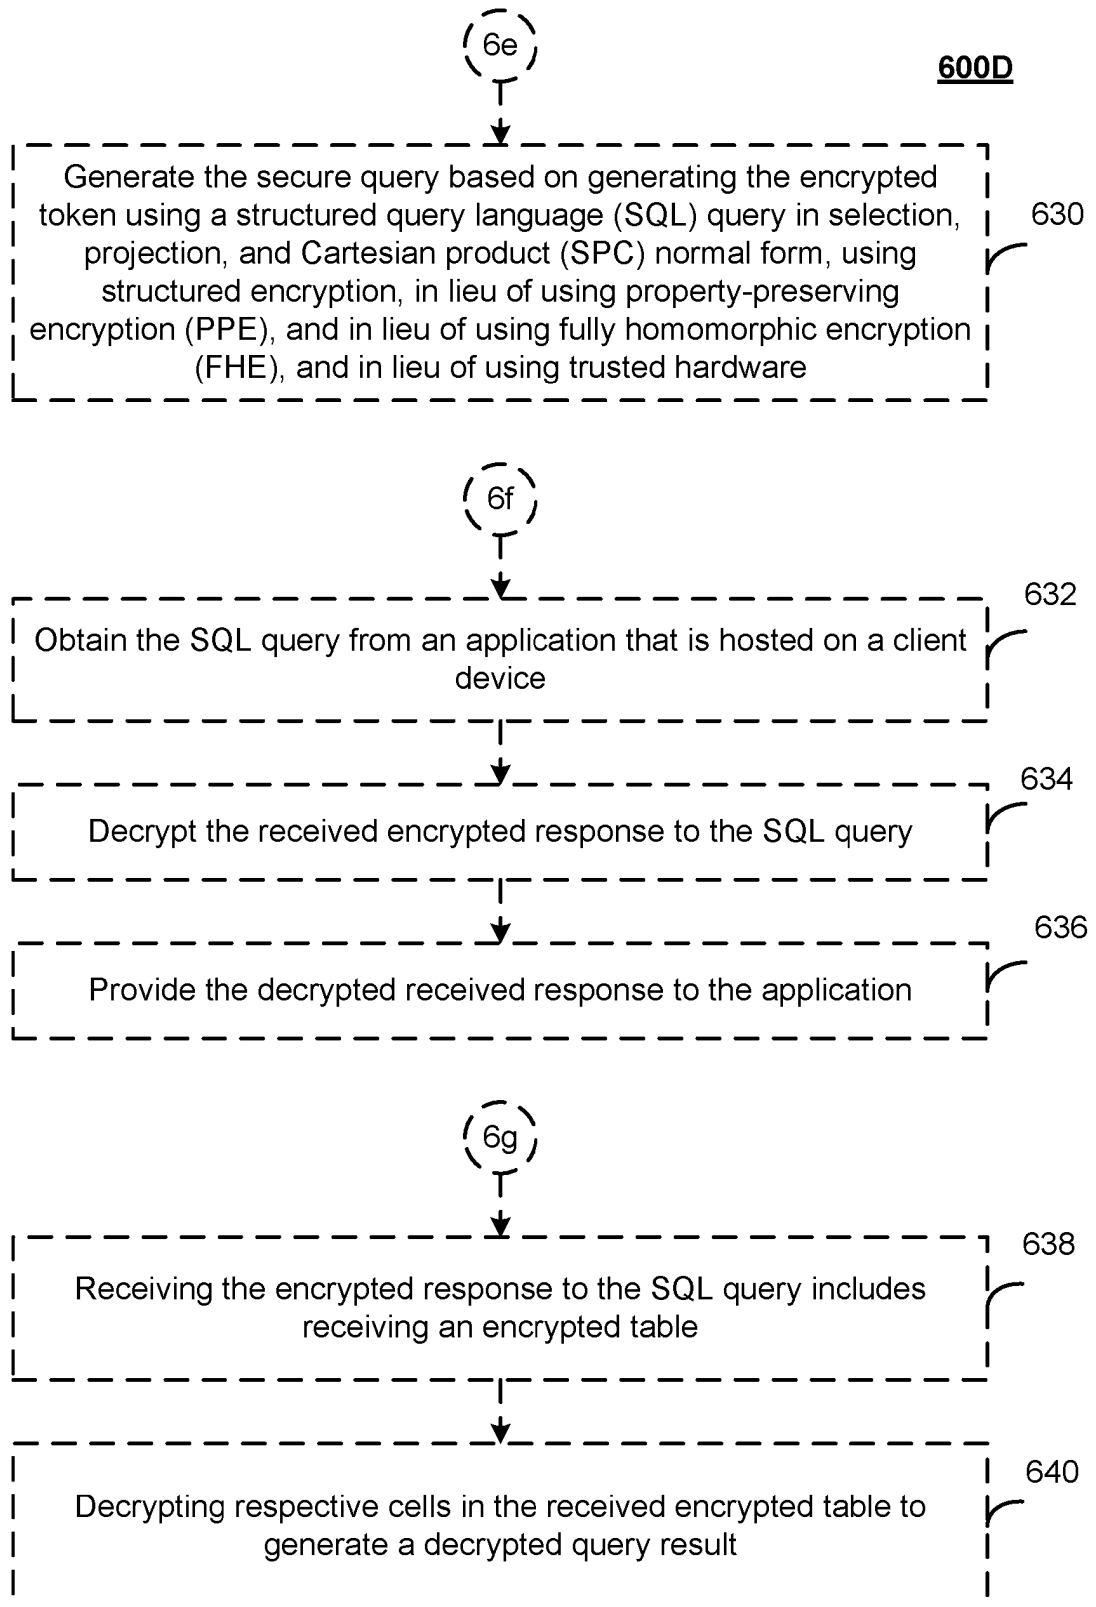 6e
600D
Generate the secure query based on generating the encrypted
token using a structured query language (SQL) query in selection,
projection, and Cartesian product (SPC) normal form, using
structured encryption, in lieu of using property-preserving
encryption (PPE), and in lieu of using fully homomorphic encryption
(FHE), and in lieu of using trusted hardware
630
6f
632
Obtain the SQL query from an application that is hosted on a client
device
634
Decrypt the received encrypted response to the SQL query
636
Provide the decrypted received response to the application
6g
638
Receiving the encrypted response to the SQL query includes
receiving an encrypted table
640
Decrypting respective cells in the received encrypted table to
generate a decrypted query result